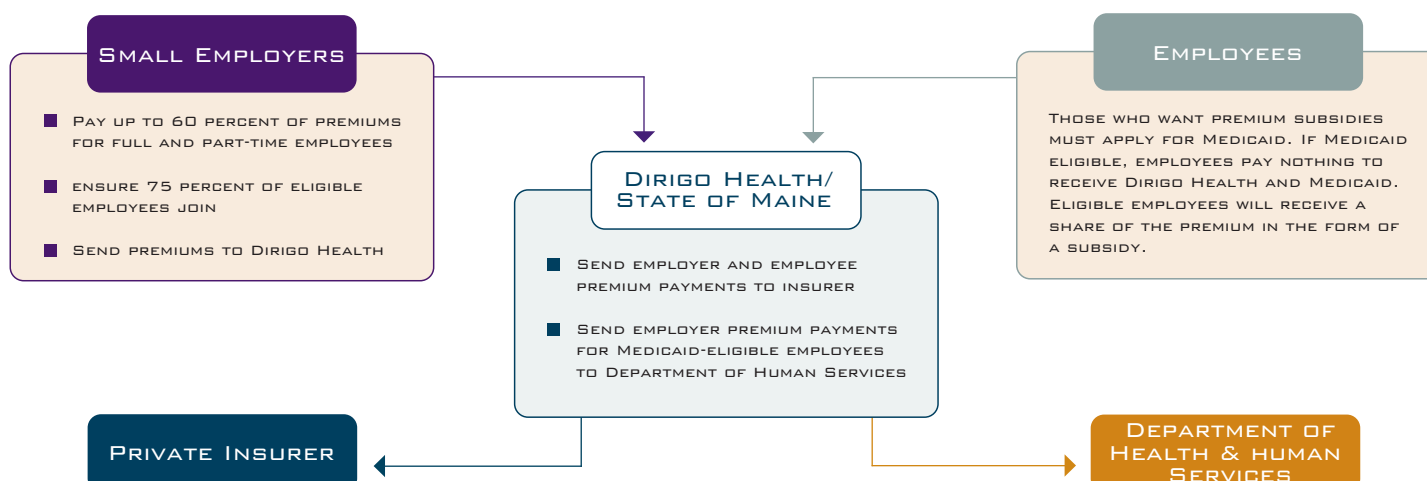 Small Employers
Pay up to 60 percent of premiums
for full and part-time employees
ensure 75 percent of eligible
employees join
Send premiums to Dirigo Health
Employees
Those who want premium subsidies
must apply for Medicaid. If Medicaid
eligible, employees pay nothing to
receive Dirigo Health and Medicaid.
Eligible employees will receive a
share of the premium in the form of
a subsidy.
Dirigo Health/
State of Maine
Send employer and employee
premium payments to insurer
Send employer premium payments
for Medicaid-eligible employees
to Department of Human Services
Private Insurer
Department of
Health & human
Services